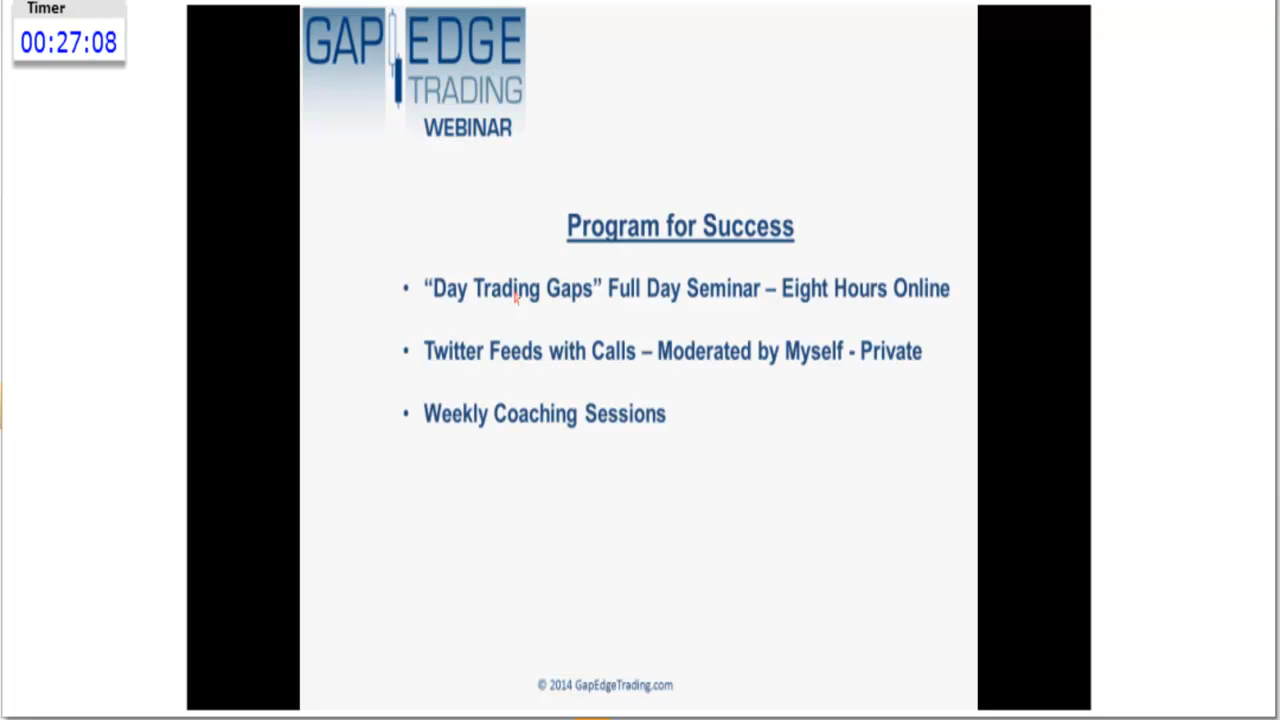 Timer
00:27:08
GAP EDGE
TRADING
WEBINAR
Program for Success
• “Day Trading Gaps” Full Day Seminar – Eight Hours Online
• Twitter Feeds with Calls – Moderated by Myself - Private
• Weekly Coaching Sessions
© 2014 GapEdgeTrading.com